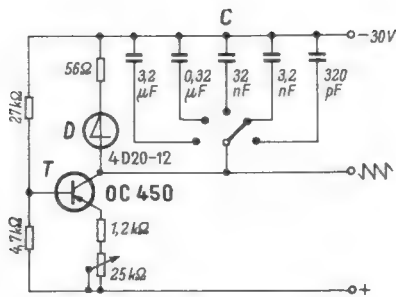 C
−30V
56Ω
3,2 µF
0,32 µF
32 nF
3,2 nF
320 pF
27kΩ
D
4D20-12
T
OC 450
4,7kΩ
1,2kΩ
25kΩ
+